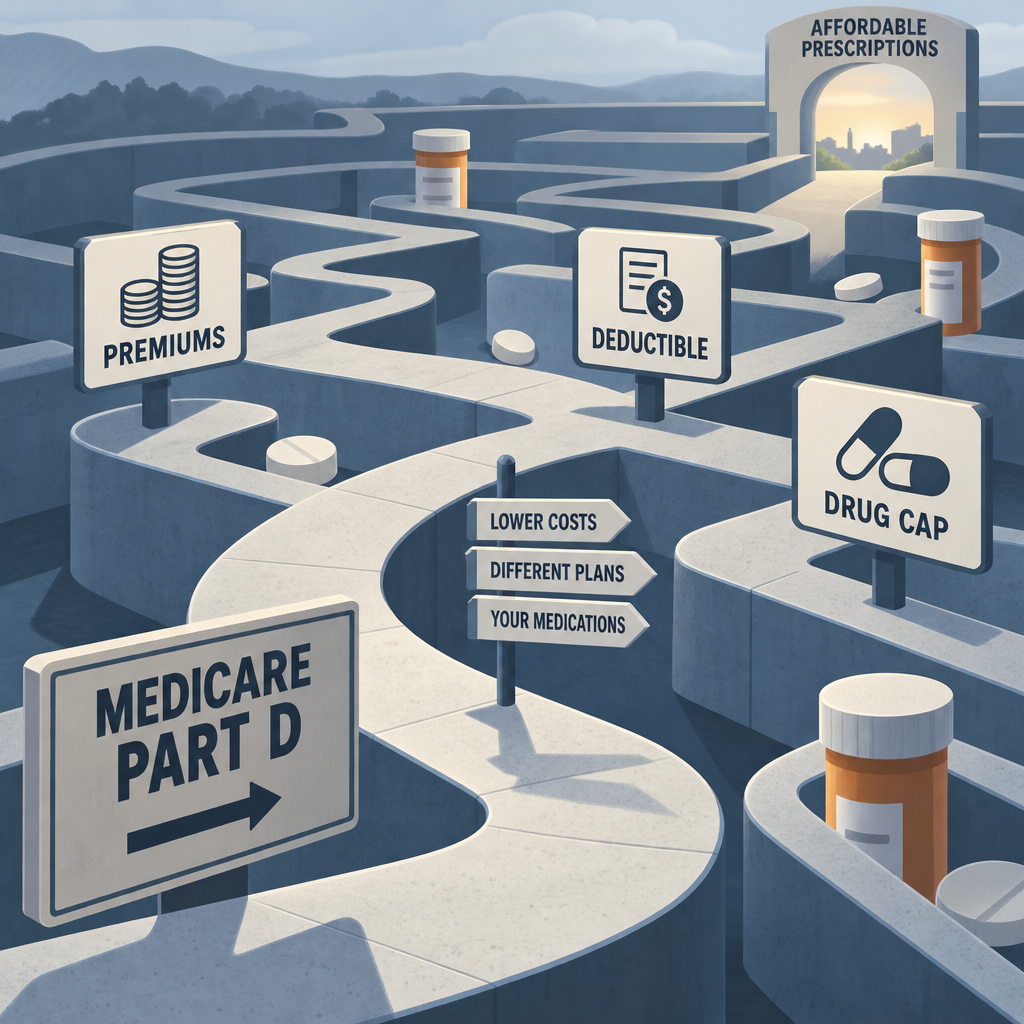 AFFORDABLE
PRESCRIPTIONS
PREMIUMS
$
DEDUCTIBLE
DRUG CAP
LOWER COSTS
DIFFERENT PLANS
YOUR MEDICATIONS
MEDICARE
PART D